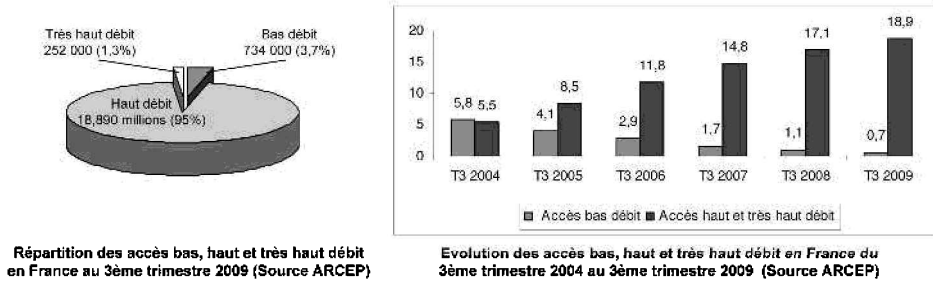 Très haut débit
252 000 (1,3%)
Bas débit
734 000 (3,7%)
Haut débit
18,890 millions (95%)
Répartition des accès bas, haut et très haut débit
en France au 3ème trimestre 2009 (Source ARCEP)
20
15
10
5
0
5,8
5,5
4,1
8,5
2,9
11,8
1,7
14,8
1,1
17,1
0,7
18,9
T3 2004
T3 2005
T3 2006
T3 2007
T3 2008
T3 2009
Accès bas débit
Accès haut et très haut débit
Evolution des accès bas, haut et très haut débit en France du
3ème trimestre 2004 au 3ème trimestre 2009 (Source ARCEP)